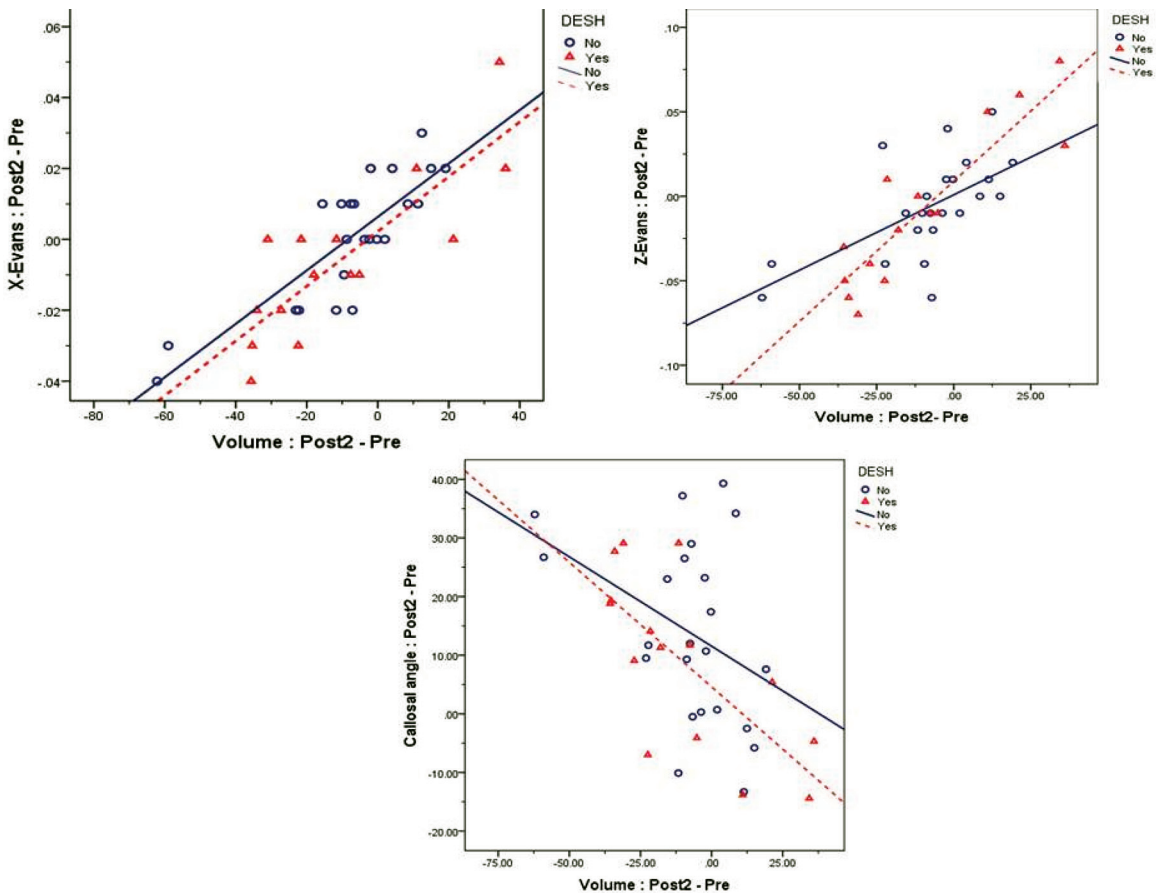 DESH
No
Yes
No
Yes
X-Evans : Post2 - Pre
.06
.04
.02
.00
-.02
-.04
-80
-60
-40
-20
0
20
40
Volume : Post2 - Pre
DESH
No
Yes
No
Yes
Z-Evans : Post2 - Pre
.10
.05
.00
-.05
-.10
-75.00
-50.00
-25.00
.00
25.00
Volume : Post2- Pre
DESH
No
Yes
No
Yes
Callosal angle : Post2 - Pre
40.00
30.00
20.00
10.00
.00
-10.00
-20.00
-75.00
-50.00
-25.00
.00
25.00
Volume : Post2 - Pre